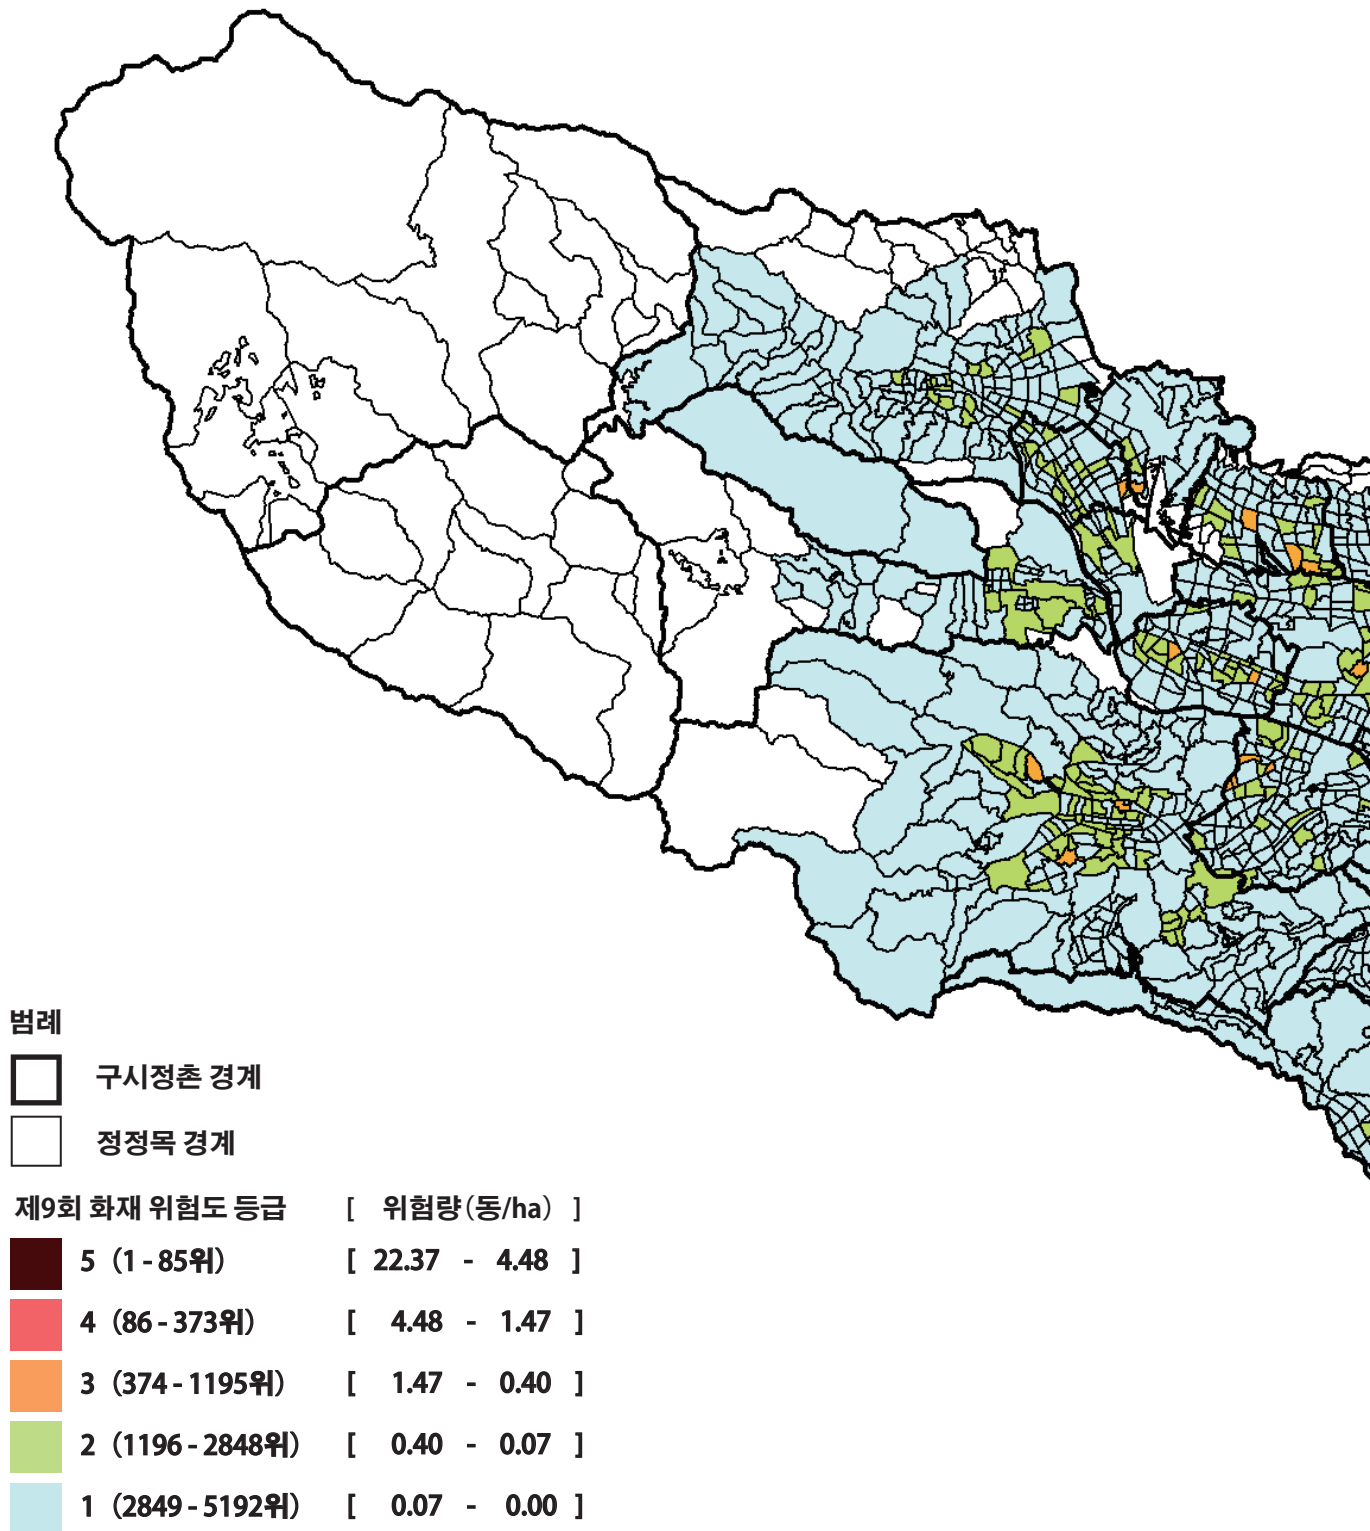 범례
구시정촌 경계
정정목 경계
제9회 화재 위험도 등급 [ 위험량(동/ha) ]
5 (1 - 85위) [ 22.37 - 4.48 ]
4 (86 - 373위) [ 4.48 - 1.47 ]
3 (374 - 1195위) [ 1.47 - 0.40 ]
2 (1196 - 2848위) [ 0.40 - 0.07 ]
1 (2849 - 5192위) [ 0.07 - 0.00 ]